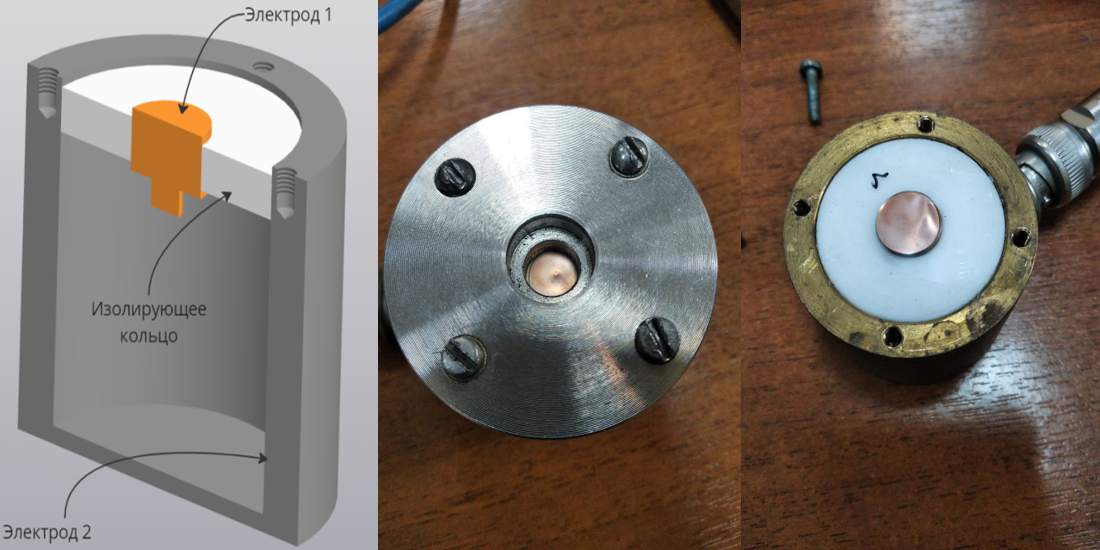 Электрод 1
Изолирующее
кольцо
Электрод 2